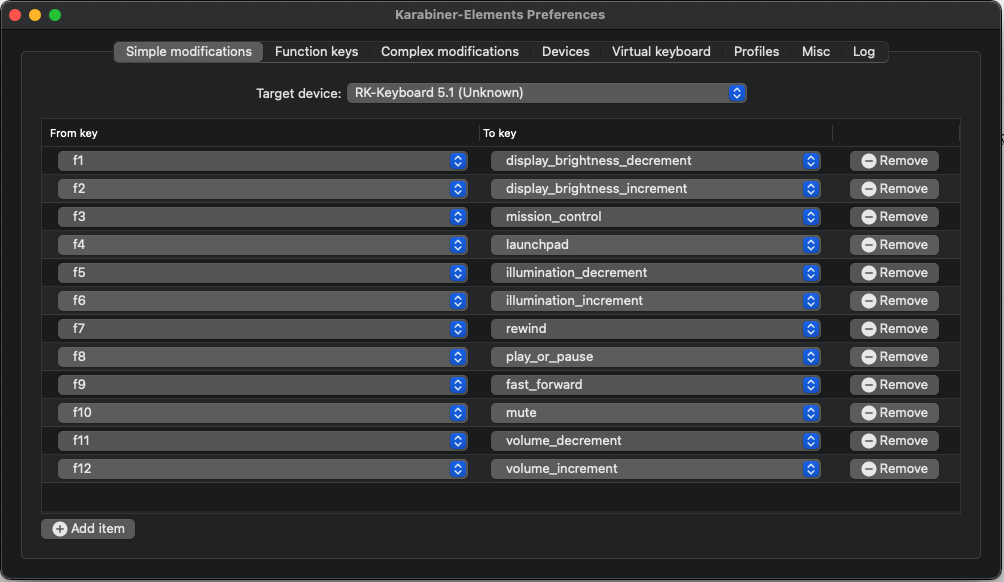 Karabiner-Elements Preferences
Simple modifications Function keys Complex modifications Devices Virtual keyboard Profiles Misc Log
Target device: RK-Keyboard 5.1 (Unknown)
From key To key
f1 display_brightness_decrement Remove
f2 display_brightness_increment Remove
f3 mission_control Remove
f4 launchpad Remove
f5 illumination_decrement Remove
f6 illumination_increment Remove
f7 rewind Remove
f8 play_or_pause Remove
f9 fast_forward Remove
f10 mute Remove
f11 volume_decrement Remove
f12 volume_increment Remove
Add item